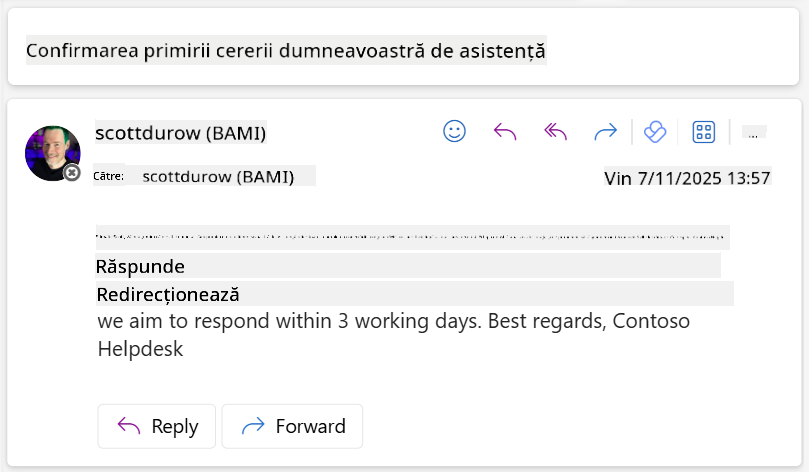 Confirmarea primirii cererii dumneavoastră de asistență
scottdurow (BAMI)
...
Către: scottdurow (BAMI)
Vin 7/11/2025 13:57
Răspunde
Redirecționează
we aim to respond within 3 working days. Best regards, Contoso
Helpdesk
Reply Forward